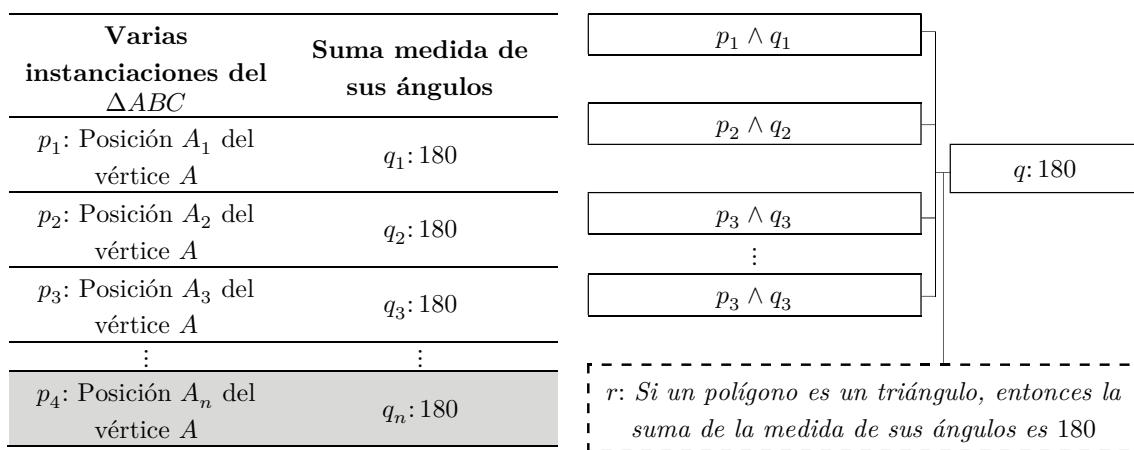 Varias
instanciaciones del
ΔABC
Suma medida de
sus ángulos
p₁: Posición A₁ del
vértice A
q₁: 180
p₂: Posición A₂ del
vértice A
q₂: 180
p₃: Posición A₃ del
vértice A
q₃: 180
⋮
⋮
p₄: Posición Aₙ del
vértice A
qₙ: 180
p₁ ∧ q₁
p₂ ∧ q₂
p₃ ∧ q₃
⋮
p₃ ∧ q₃
q: 180
r: Si un polígono es un triángulo, entonces la
suma de la medida de sus ángulos es 180